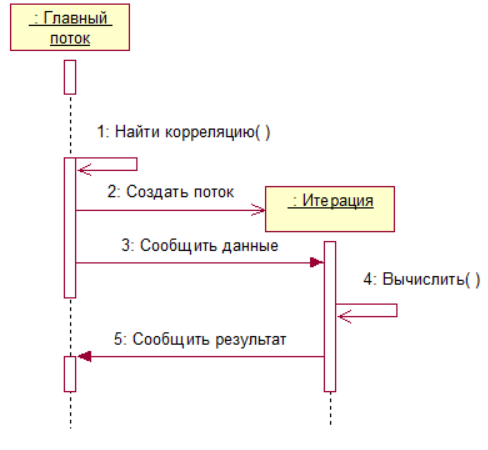 : Главный
поток
1: Найти корреляцию( )
2: Создать поток
: Итерация
3: Сообщить данные
4: Вычислить( )
5: Сообщить результат